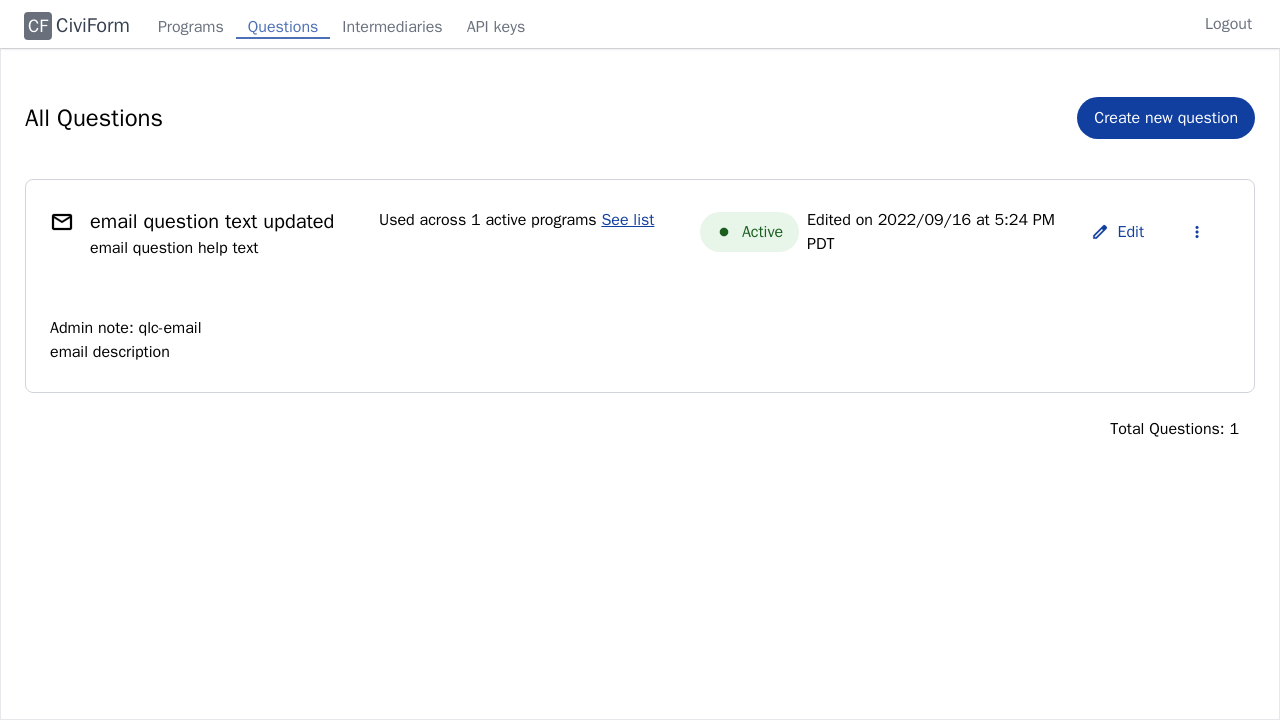 CF CiviForm Programs Questions Intermediaries API keys Logout
All Questions
Create new question
email question text updated
email question help text
Used across 1 active programs See list
Active
Edited on 2022/09/16 at 5:24 PM
PDT
Edit
Admin note: qlc-email
email description
Total Questions: 1